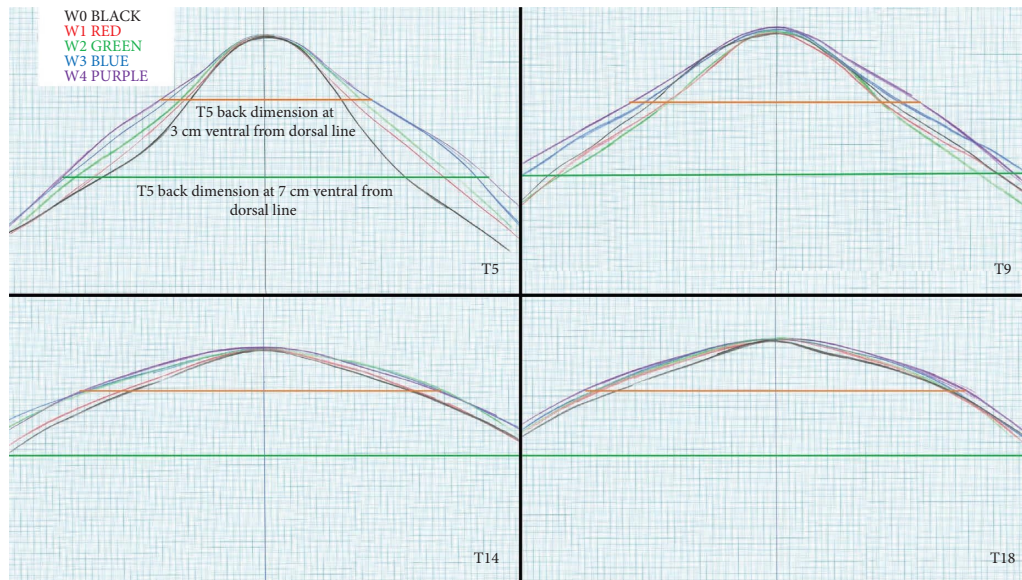 W0 BLACK
W1 RED
W2 GREEN
W3 BLUE
W4 PURPLE
T5 back dimension at
3 cm ventral from dorsal line
T5 back dimension at 7 cm ventral from
dorsal line
T5
T9
T14
T18